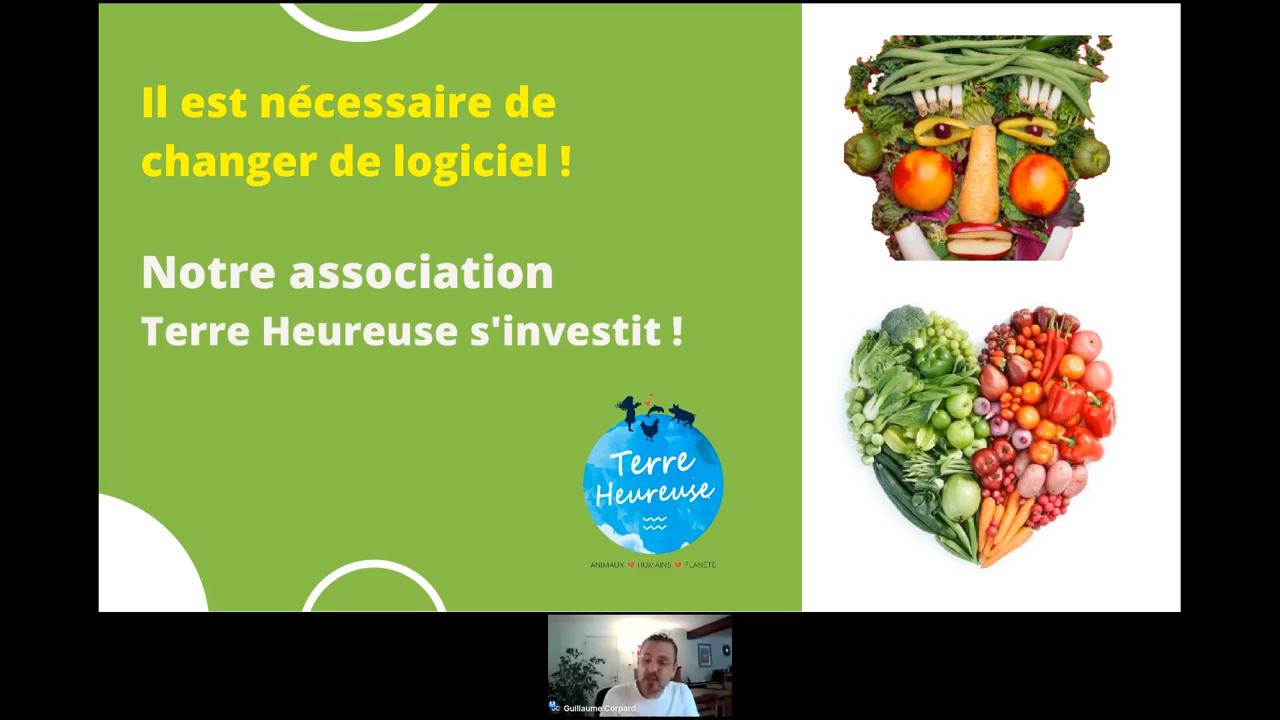 Il est nécessaire de
changer de logiciel !
Notre association
Terre Heureuse s'investit !
Terre
Heureuse
ANIMAUX HUMAINS PLANÈTE
Guillaume Corpard